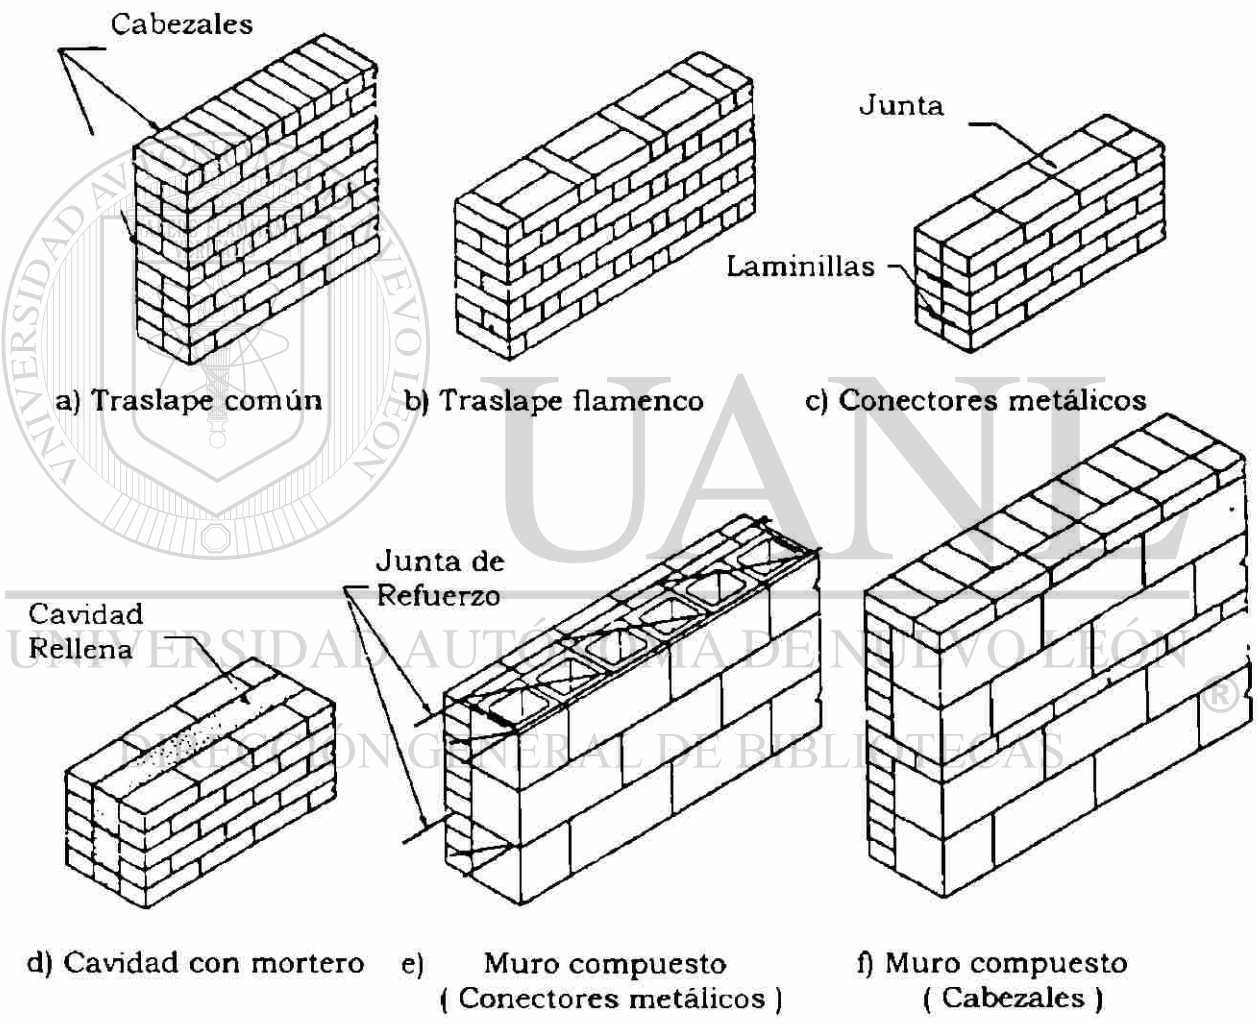 Cabezales
Junta
Laminillas
a) Traslape común
b) Traslape flamenco
c) Conectores metálicos
UANL
Junta de
Refuerzo
Cavidad
Rellena
UNIVERSIDAD AUTÓNOMA DE NUEVO LEÓN
®
DIRECCIÓN GENERAL DE BIBLIOTECAS
d) Cavidad con mortero
e) Muro compuesto
( Conectores metálicos )
f) Muro compuesto
( Cabezales )